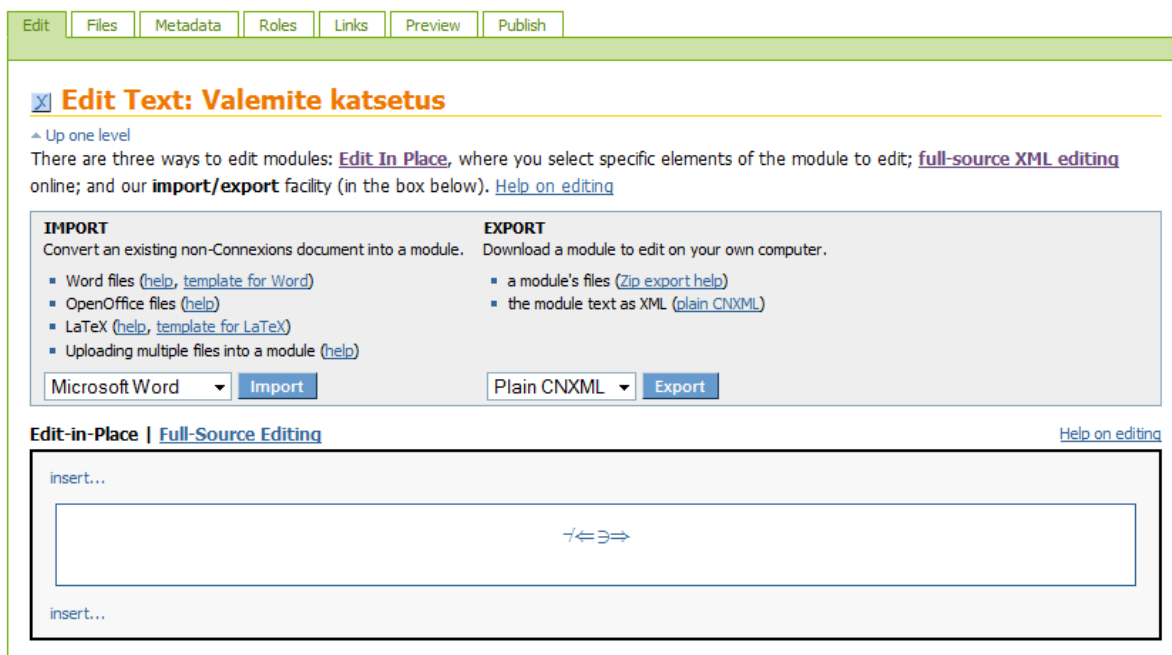 Edit Files Metadata Roles Links Preview Publish
Edit Text: Valemite katsetus
Up one level
There are three ways to edit modules: Edit In Place, where you select specific elements of the module to edit; full-source XML editing
online; and our import/export facility (in the box below). Help on editing
IMPORT
Convert an existing non-Connexions document into a module.
Word files (help, template for Word)
OpenOffice files (help)
LaTeX (help, template for LaTeX)
Uploading multiple files into a module (help)
Microsoft Word Import
EXPORT
Download a module to edit on your own computer.
a module's files (Zip export help)
the module text as XML (plain CNXML)
Plain CNXML Export
Edit-in-Place | Full-Source Editing Help on editing
insert...
⇐∋⇒
insert...